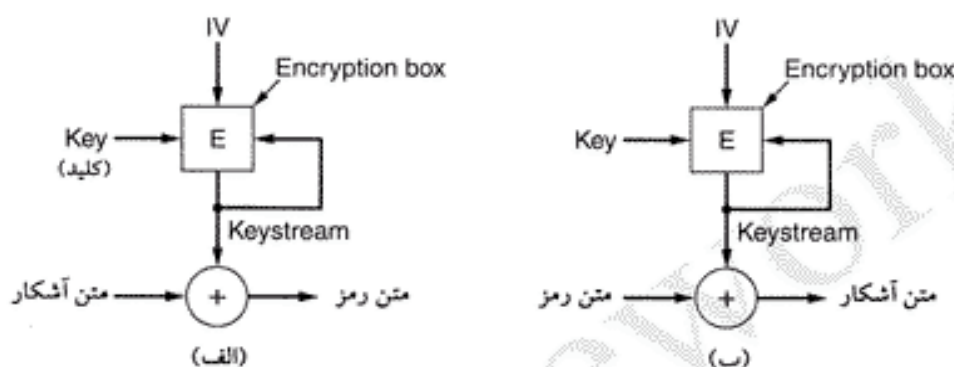 IV
Encryption box
E
Key
(کلید)
Keystream
متن آشکار
+
متن رمز
(الف)
IV
Encryption box
E
Key
Keystream
متن رمز
+
متن آشکار
(ب)